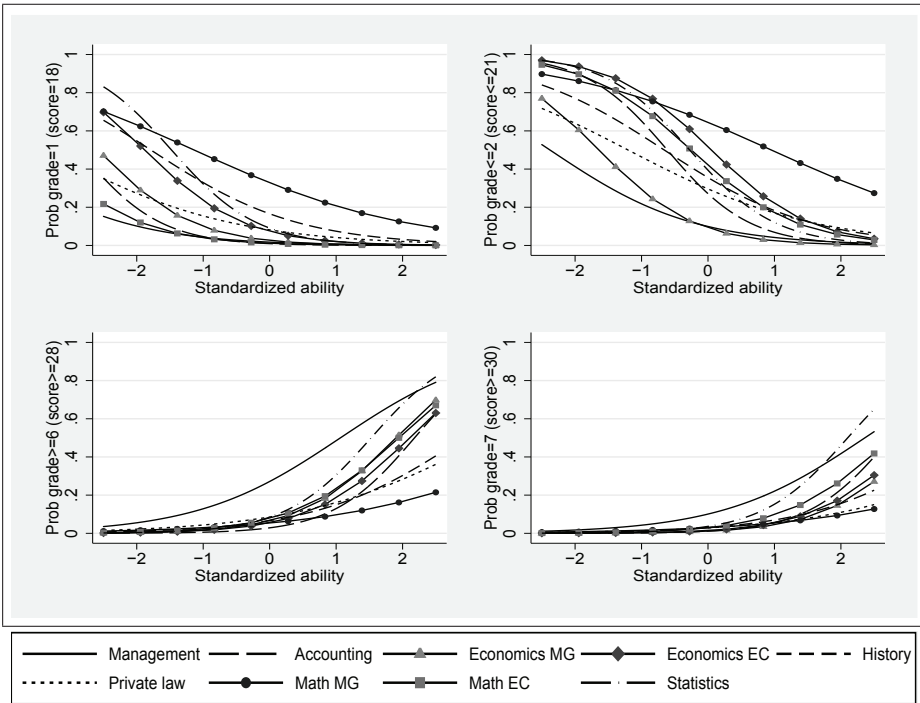 Prob grade=1 (score=18)
0 .2 .4 .6 .8 1
−2 −1 0 1 2
Standardized ability
Prob grade<=2 (score<=21)
0 .2 .4 .6 .8 1
−2 −1 0 1 2
Standardized ability
Prob grade>=6 (score>=28)
0 .2 .4 .6 .8 1
−2 −1 0 1 2
Standardized ability
Prob grade=7 (score>=30)
0 .2 .4 .6 .8 1
−2 −1 0 1 2
Standardized ability
Management Accounting Economics MG Economics EC History
Private law Math MG Math EC Statistics